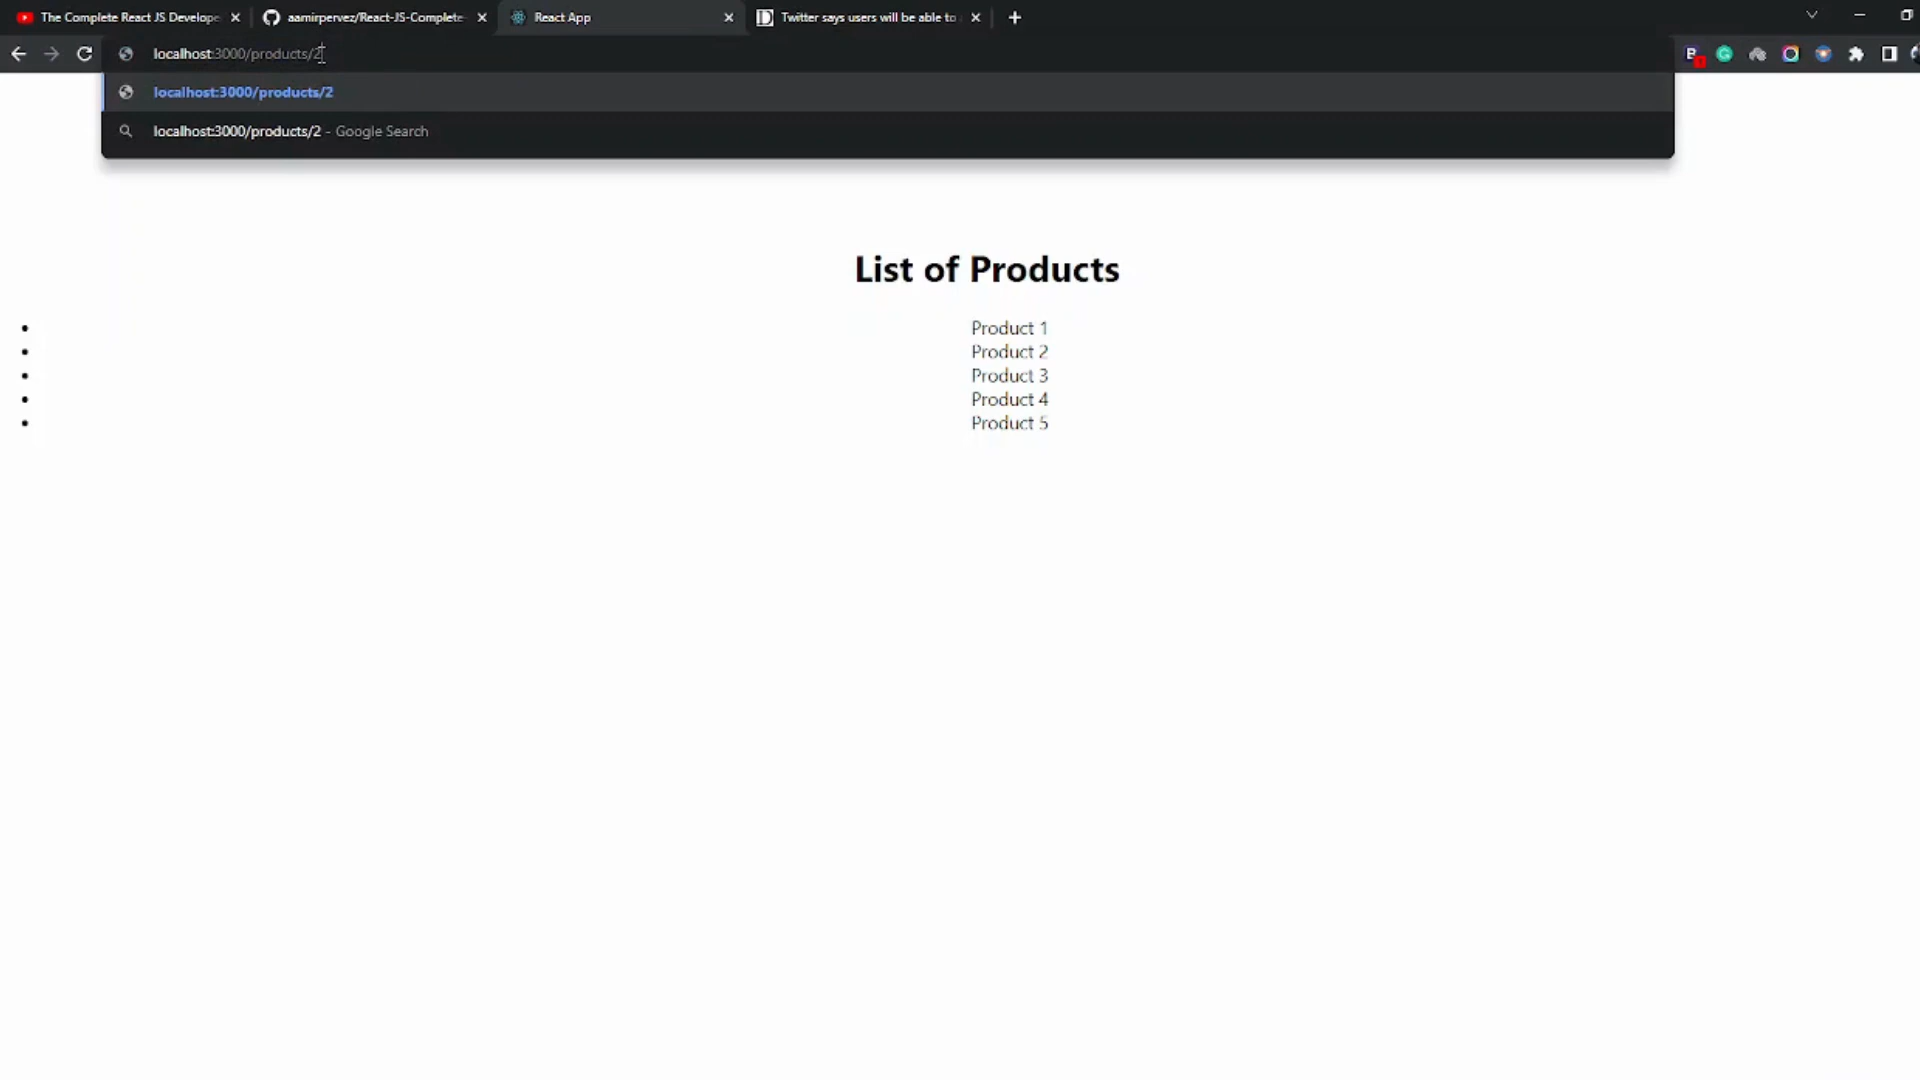 The Complete React JS Develope
aamirpervez/React-JS-Complete
React App
Twitter says users will be able to
localhost:3000/products/2
localhost:3000/products/2
localhost:3000/products/2 - Google Search
List of Products
Product 1
Product 2
Product 3
Product 4
Product 5